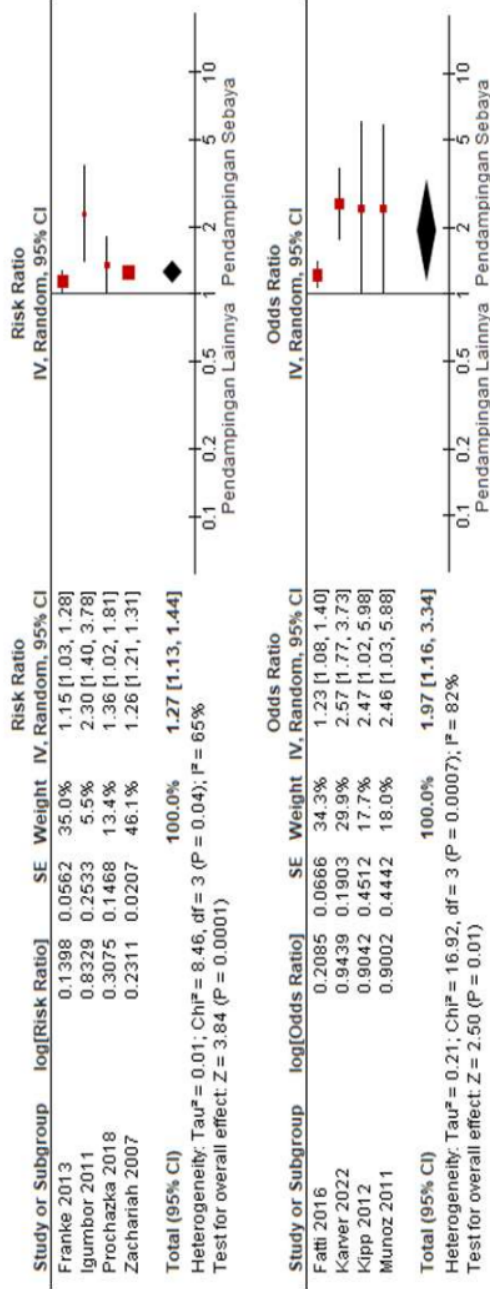 Risk Ratio Risk Ratio
Study or Subgroup log[Risk Ratio] SE Weight IV, Random, 95% CI IV, Random, 95% CI
Franke 2013 0.1398 0.0562 35.0% 1.15 [1.03, 1.28]
Igumbor 2011 0.8329 0.2533 5.5% 2.30 [1.40, 3.78]
Prochazka 2018 0.3075 0.1468 13.4% 1.36 [1.02, 1.81]
Zachariah 2007 0.2311 0.0207 46.1% 1.26 [1.21, 1.31]
Total (95% CI) 100.0% 1.27 [1.13, 1.44]
Heterogeneity: Tau² = 0.01; Chi² = 8.46, df = 3 (P = 0.04); I² = 65%
Test for overall effect: Z = 3.84 (P = 0.0001)
0.1 0.2 0.5 1 2 5 10
Pendampingan Lainnya Pendampingan Sebaya
Odds Ratio Odds Ratio
Study or Subgroup log[Odds Ratio] SE Weight IV, Random, 95% CI IV, Random, 95% CI
Fatti 2016 0.2085 0.0666 34.3% 1.23 [1.08, 1.40]
Karver 2022 0.9439 0.1903 29.9% 2.57 [1.77, 3.73]
Kipp 2012 0.9042 0.4512 17.7% 2.47 [1.02, 5.98]
Munoz 2011 0.9002 0.4442 18.0% 2.46 [1.03, 5.88]
Total (95% CI) 100.0% 1.97 [1.16, 3.34]
Heterogeneity: Tau² = 0.21; Chi² = 16.92, df = 3 (P = 0.0007); I² = 82%
Test for overall effect: Z = 2.50 (P = 0.01)
0.1 0.2 0.5 1 2 5 10
Pendampingan Lainnya Pendampingan Sebaya